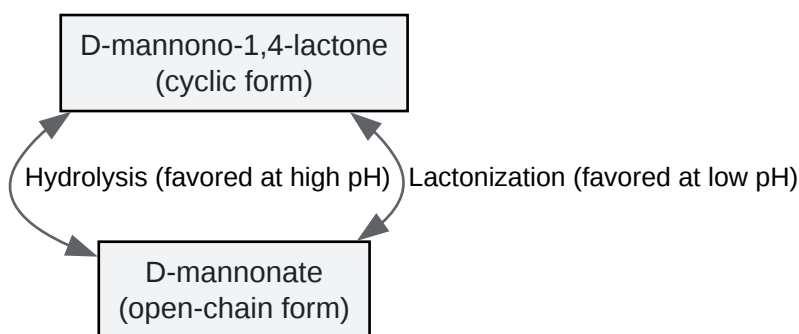 D-mannono-1,4-lactone
(cyclic form)
Hydrolysis (favored at high pH)
Lactonization (favored at low pH)
D-mannonate
(open-chain form)